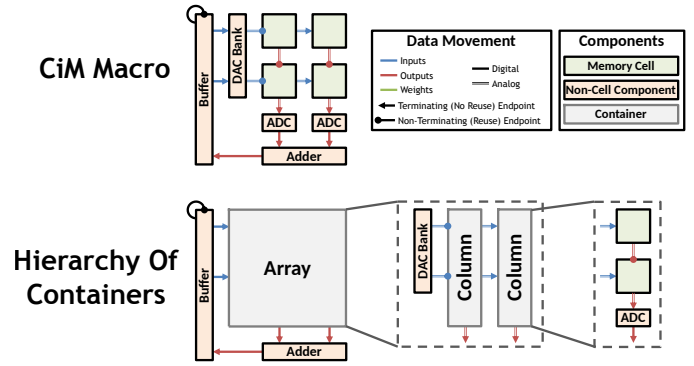 CiM Macro
Buffer
DAC Bank
ADC
ADC
Adder
Data Movement
Inputs
Outputs
Weights
Digital
Analog
Terminating (No Reuse) Endpoint
Non-Terminating (Reuse) Endpoint
Components
Memory Cell
Non-Cell Component
Container
Hierarchy Of
Containers
Buffer
Array
Adder
DAC Bank
Column
Column
ADC